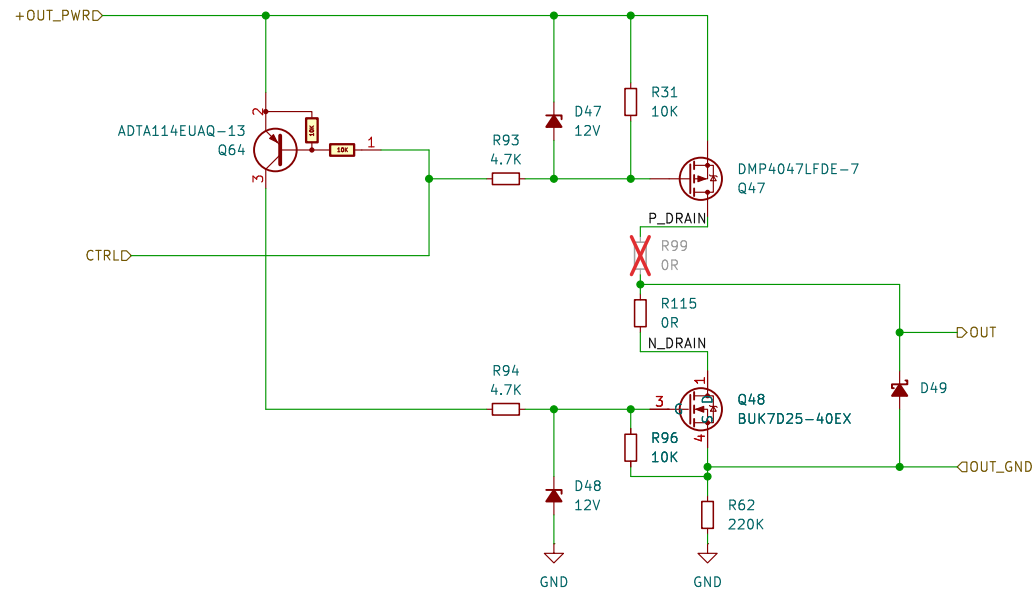 +OUT_PWR
2
ADTA114EUAQ-13
Q64
10K
10K
1
3
R93
4.7K
D47
12V
R31
10K
DMP4047LFDE-7
Q47
P_DRAIN
CTRL
R99
0R
R115
0R
OUT
N_DRAIN
R94
4.7K
1
D49
3
G
D
S
Q48
BUK7D25-40EX
4
R96
10K
OUT_GND
D48
12V
R62
220K
GND
GND